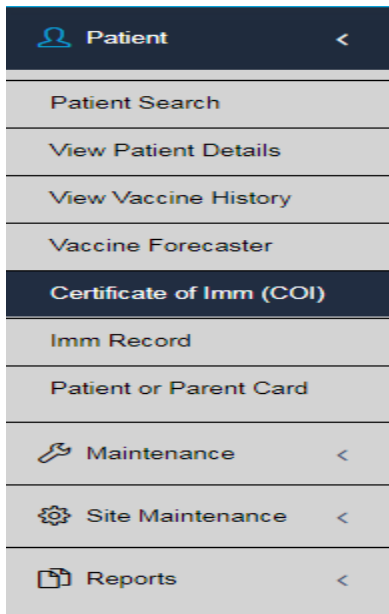 Patient <
Patient Search
View Patient Details
View Vaccine History
Vaccine Forecaster
Certificate of Imm (COI)
Imm Record
Patient or Parent Card
Maintenance <
Site Maintenance <
Reports <